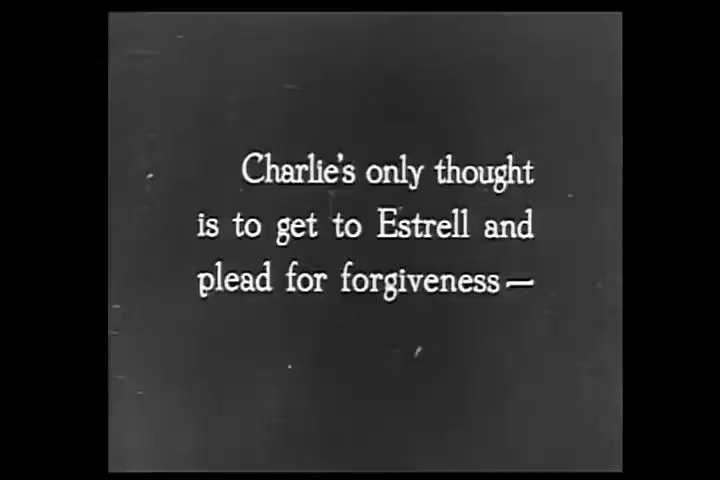 Charlie's only thought
is to get to Estrell and
plead for forgiveness—